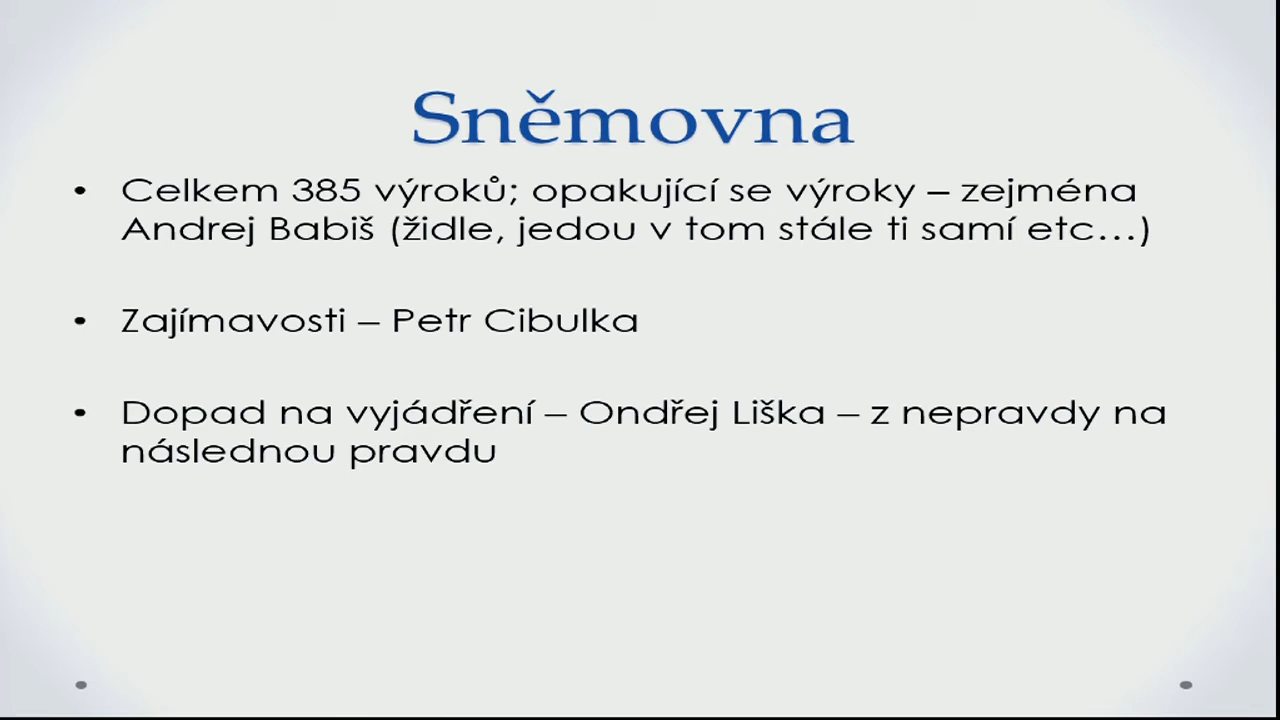 Sněmovna
• Celkem 385 výroků; opakující se výroky – zejména
Andrej Babiš (židle, jedou v tom stále ti samí etc…)
• Zajímavosti – Petr Cibulka
• Dopad na vyjádření – Ondřej Liška – z nepravdy na
následnou pravdu